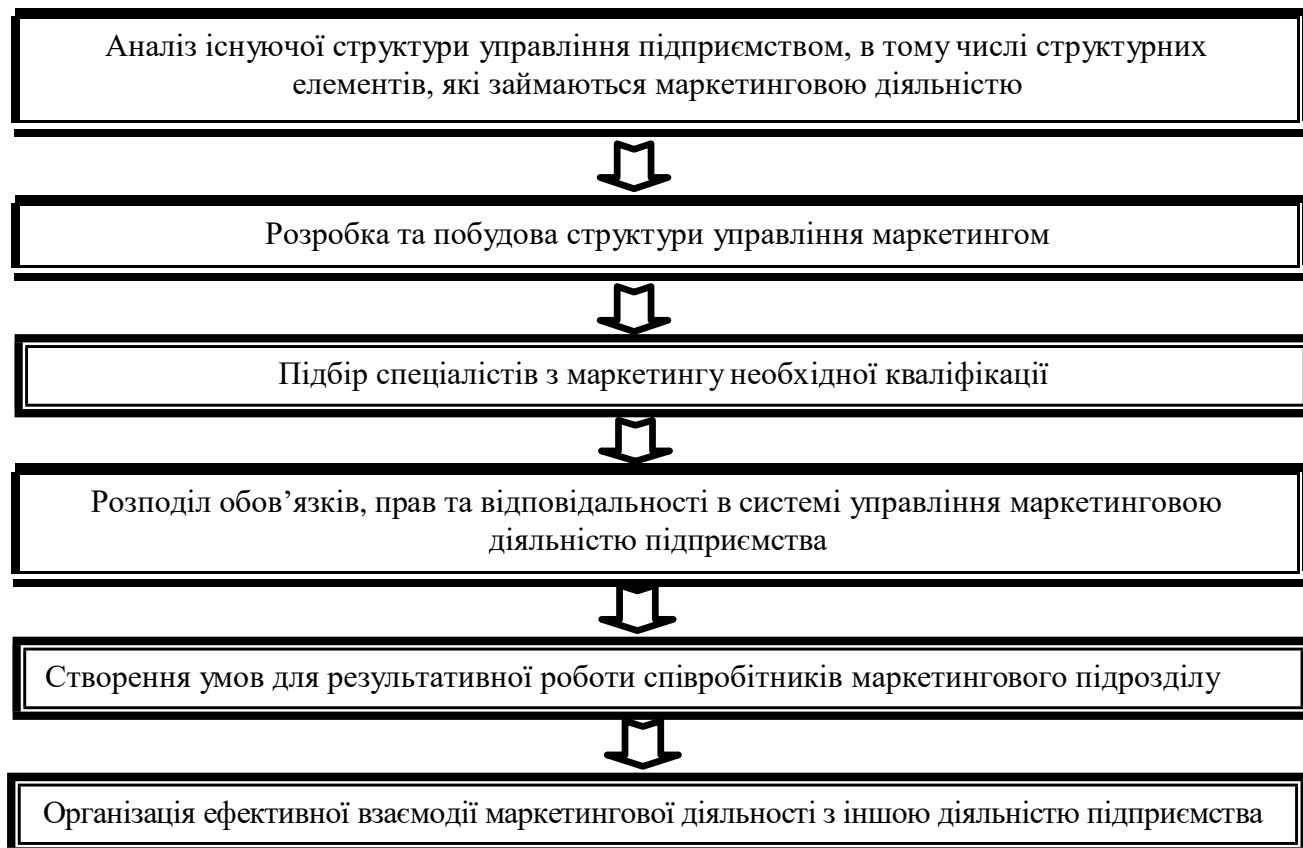 Аналіз існуючої структури управління підприємством, в тому числі структурних
елементів, які займаються маркетинговою діяльністю
Розробка та побудова структури управління маркетингом
Підбір спеціалістів з маркетингу необхідної кваліфікації
Розподіл обов’язків, прав та відповідальності в системі управління маркетинговою
діяльністю підприємства
Створення умов для результативної роботи співробітників маркетингового підрозділу
Організація ефективної взаємодії маркетингової діяльності з іншою діяльністю підприємства